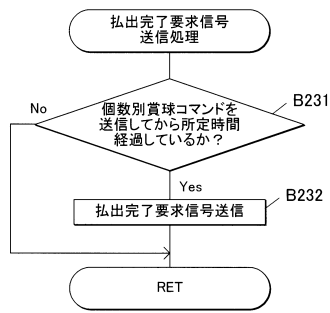 払出完了要求信号
送信処理
No
個数別賞球コマンドを
送信してから所定時間
経過しているか?
B231
Yes
B232
払出完了要求信号送信
RET